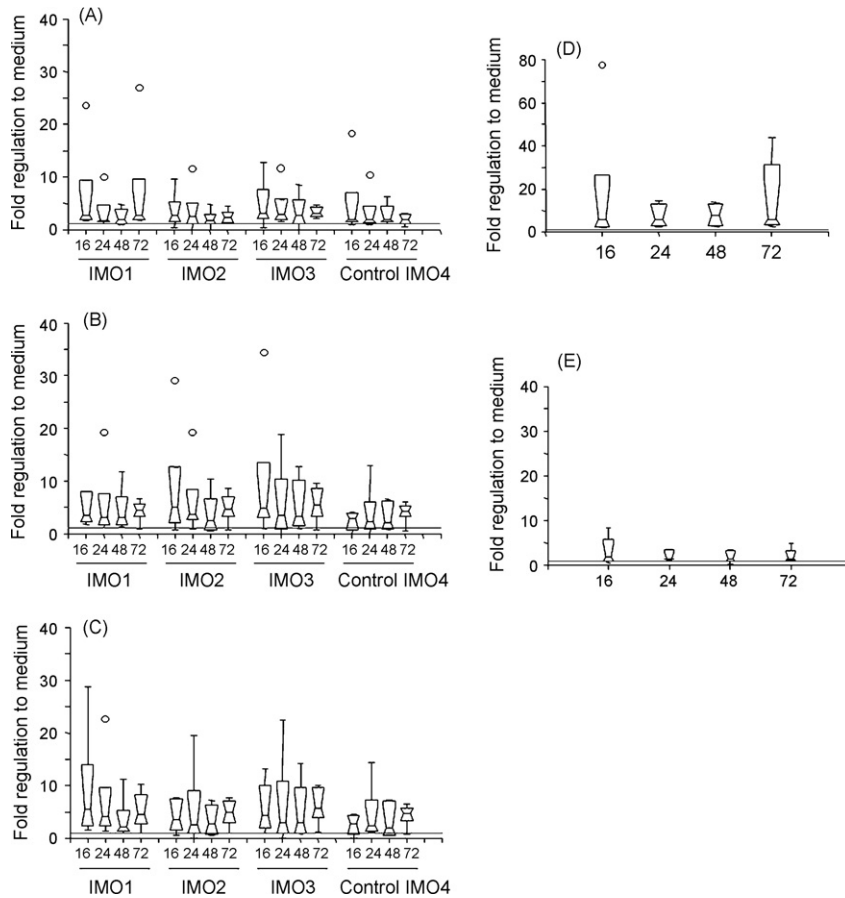 (A)
Fold regulation to medium
40
30
20
10
0
16 24 48 72 16 24 48 72 16 24 48 72 16 24 48 72
IMO1 IMO2 IMO3 Control IMO4
(B)
Fold regulation to medium
40
30
20
10
0
16 24 48 72 16 24 48 72 16 24 48 72 16 24 48 72
IMO1 IMO2 IMO3 Control IMO4
(C)
Fold regulation to medium
40
30
20
10
0
16 24 48 72 16 24 48 72 16 24 48 72 16 24 48 72
IMO1 IMO2 IMO3 Control IMO4
(D)
Fold regulation to medium
80
60
40
20
0
16 24 48 72
(E)
Fold regulation to medium
40
30
20
10
0
16 24 48 72